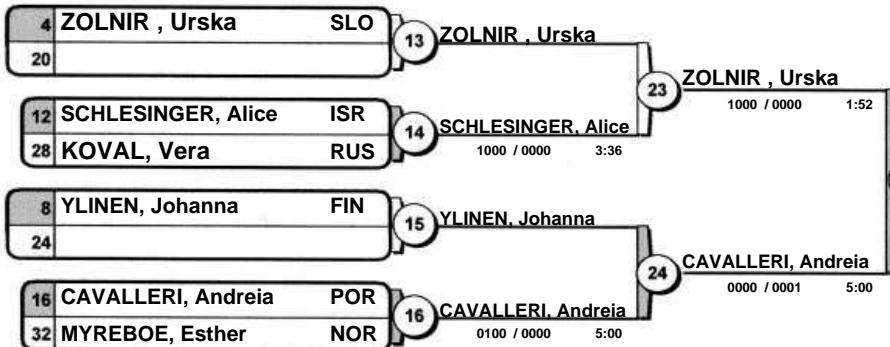 4 ZOLNIR , Urska SLO
20
13 ZOLNIR , Urska
12 SCHLESINGER, Alice ISR
28 KOVAL, Vera RUS
14 SCHLESINGER, Alice
1000 / 0000 3:36
23 ZOLNIR , Urska
1000 / 0000 1:52
8 YLINEN, Johanna FIN
24
15 YLINEN, Johanna
16 CAVALLERI, Andreia POR
32 MYREBOE, Esther NOR
16 CAVALLERI, Andreia
0100 / 0000 5:00
24 CAVALLERI, Andreia
0000 / 0001 5:00